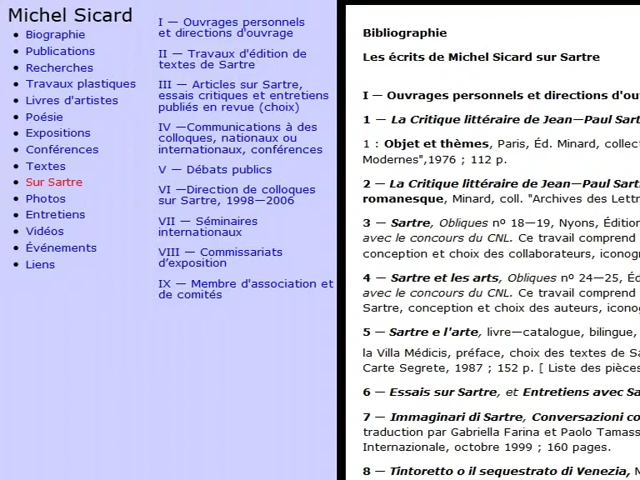 Michel Sicard
Biographie
Publications
Recherches
Travaux plastiques
Livres d'artistes
Poésie
Expositions
Conférences
Textes
Sur Sartre
Photos
Entretiens
Vidéos
Événements
Liens
I — Ouvrages personnels
et directions d'ouvrage
II — Travaux d'édition de
textes de Sartre
III — Articles sur Sartre,
essais critiques et entretiens
publiés en revue (choix)
IV —Communications à des
colloques, nationaux ou
internationaux, conférences
V — Débats publics
VI —Direction de colloques
sur Sartre, 1998—2006
VII — Séminaires
internationaux
VIII — Commissariats
d’exposition
IX — Membre d'association et
de comités
Bibliographie
Les écrits de Michel Sicard sur Sartre
I — Ouvrages personnels et directions d'ou
1 — La Critique littéraire de Jean—Paul Sart
1 : Objet et thèmes, Paris, Éd. Minard, collec
Modernes",1976 ; 112 p.
2 — La Critique littéraire de Jean—Paul Sart
romanesque, Minard, coll. "Archives des Lettr
3 — Sartre, Obliques nº 18—19, Nyons, Édition
avec le concours du CNL. Ce travail comprend
conception et choix des collaborateurs, iconogr
4 — Sartre et les arts, Obliques nº 24—25, Éd
avec le concours du CNL. Ce travail comprend
Sartre, conception et choix des auteurs, iconog
5 — Sartre e l'arte, livre—catalogue, bilingue,
la Villa Médicis, préface, choix des textes de Sa
Carte Segrete, 1987 ; 152 p. [ Liste des pièces
6 — Essais sur Sartre, et Entretiens avec Sa
7 — Immaginari di Sartre, Conversazioni co
traduction par Gabriella Farina et Paolo Tamass
Internazionale, octobre 1999 ; 160 pages.
8 — Tintoretto o il sequestrato di Venezia, M